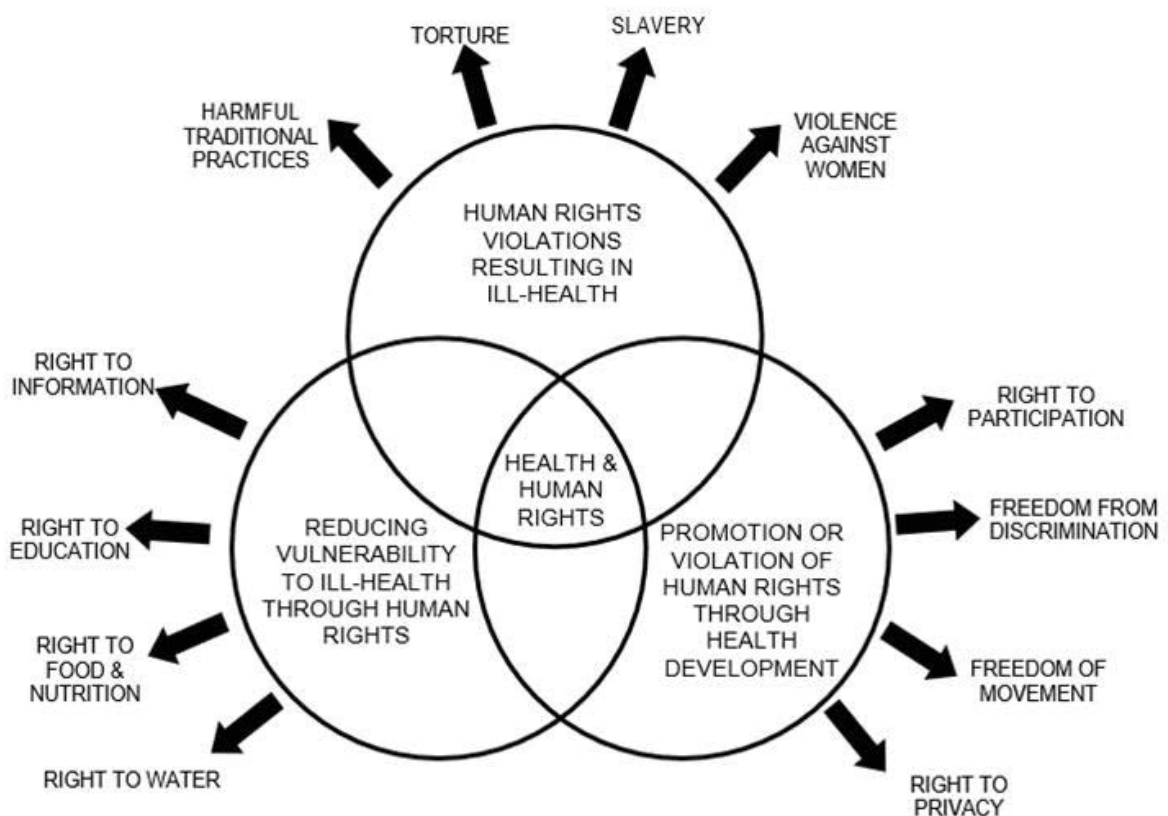 TORTURE
SLAVERY
HARMFUL
TRADITIONAL
PRACTICES
VIOLENCE
AGAINST
WOMEN
HUMAN RIGHTS
VIOLATIONS
RESULTING IN
ILL-HEALTH
RIGHT TO
INFORMATION
RIGHT TO
PARTICIPATION
HEALTH &
HUMAN
RIGHTS
RIGHT TO
EDUCATION
REDUCING
VULNERABILITY
TO ILL-HEALTH
THROUGH HUMAN
RIGHTS
PROMOTION OR
VIOLATION OF
HUMAN RIGHTS
THROUGH
HEALTH
DEVELOPMENT
FREEDOM FROM
DISCRIMINATION
RIGHT TO
FOOD &
NUTRITION
FREEDOM OF
MOVEMENT
RIGHT TO WATER
RIGHT TO
PRIVACY